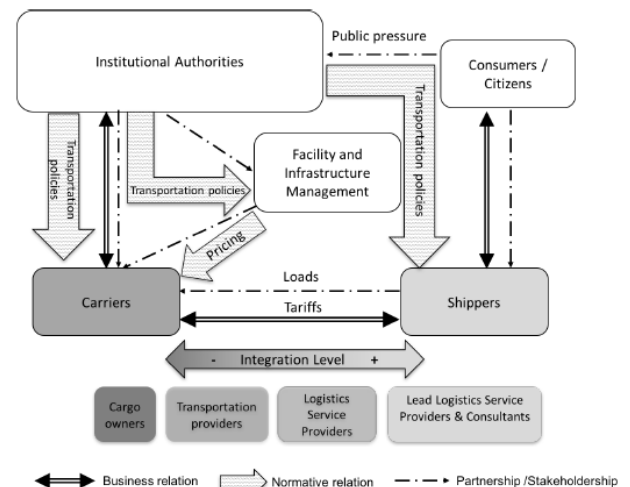 Public pressure
Institutional Authorities
Consumers /
Citizens
Transportation
policies
Transportation policies
Facility and
Infrastructure
Management
Transportation policies
Pricing
Loads
Carriers
Tariffs
Shippers
- Integration Level +
Cargo
owners
Transportation
providers
Logistics
Service
Providers
Lead Logistics Service
Providers & Consultants
Business relation
Normative relation
Partnership /Stakeholdership